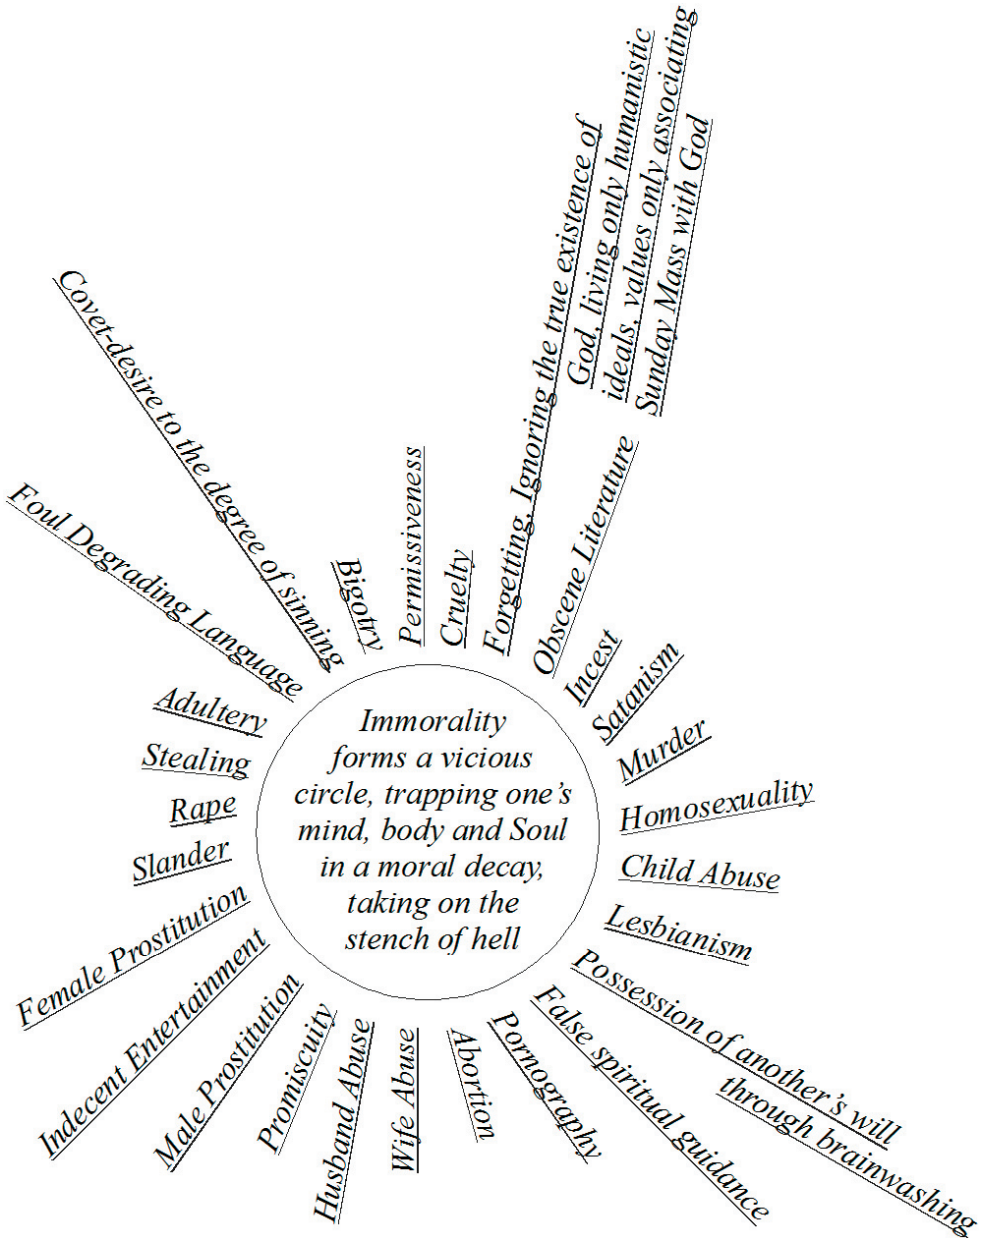 Immorality
forms a vicious
circle, trapping one’s
mind, body and Soul
in a moral decay,
taking on the
stench of hell
Permissiveness
Cruelty
Forgetting, Ignoring the true existence of
God, living only humanistic
ideals, values only associating
Sunday Mass with God
Obscene Literature
Incest
Satanism
Murder
Homosexuality
Child Abuse
Lesbianism
Possession of another’s will
through brainwashing
False spiritual guidance
Pornography
Abortion
Wife Abuse
Husband Abuse
Promiscuity
Male Prostitution
Indecent Entertainment
Female Prostitution
Slander
Rape
Stealing
Adultery
Foul Degrading Language
Covet-desire to the degree of sinning
Bigotry